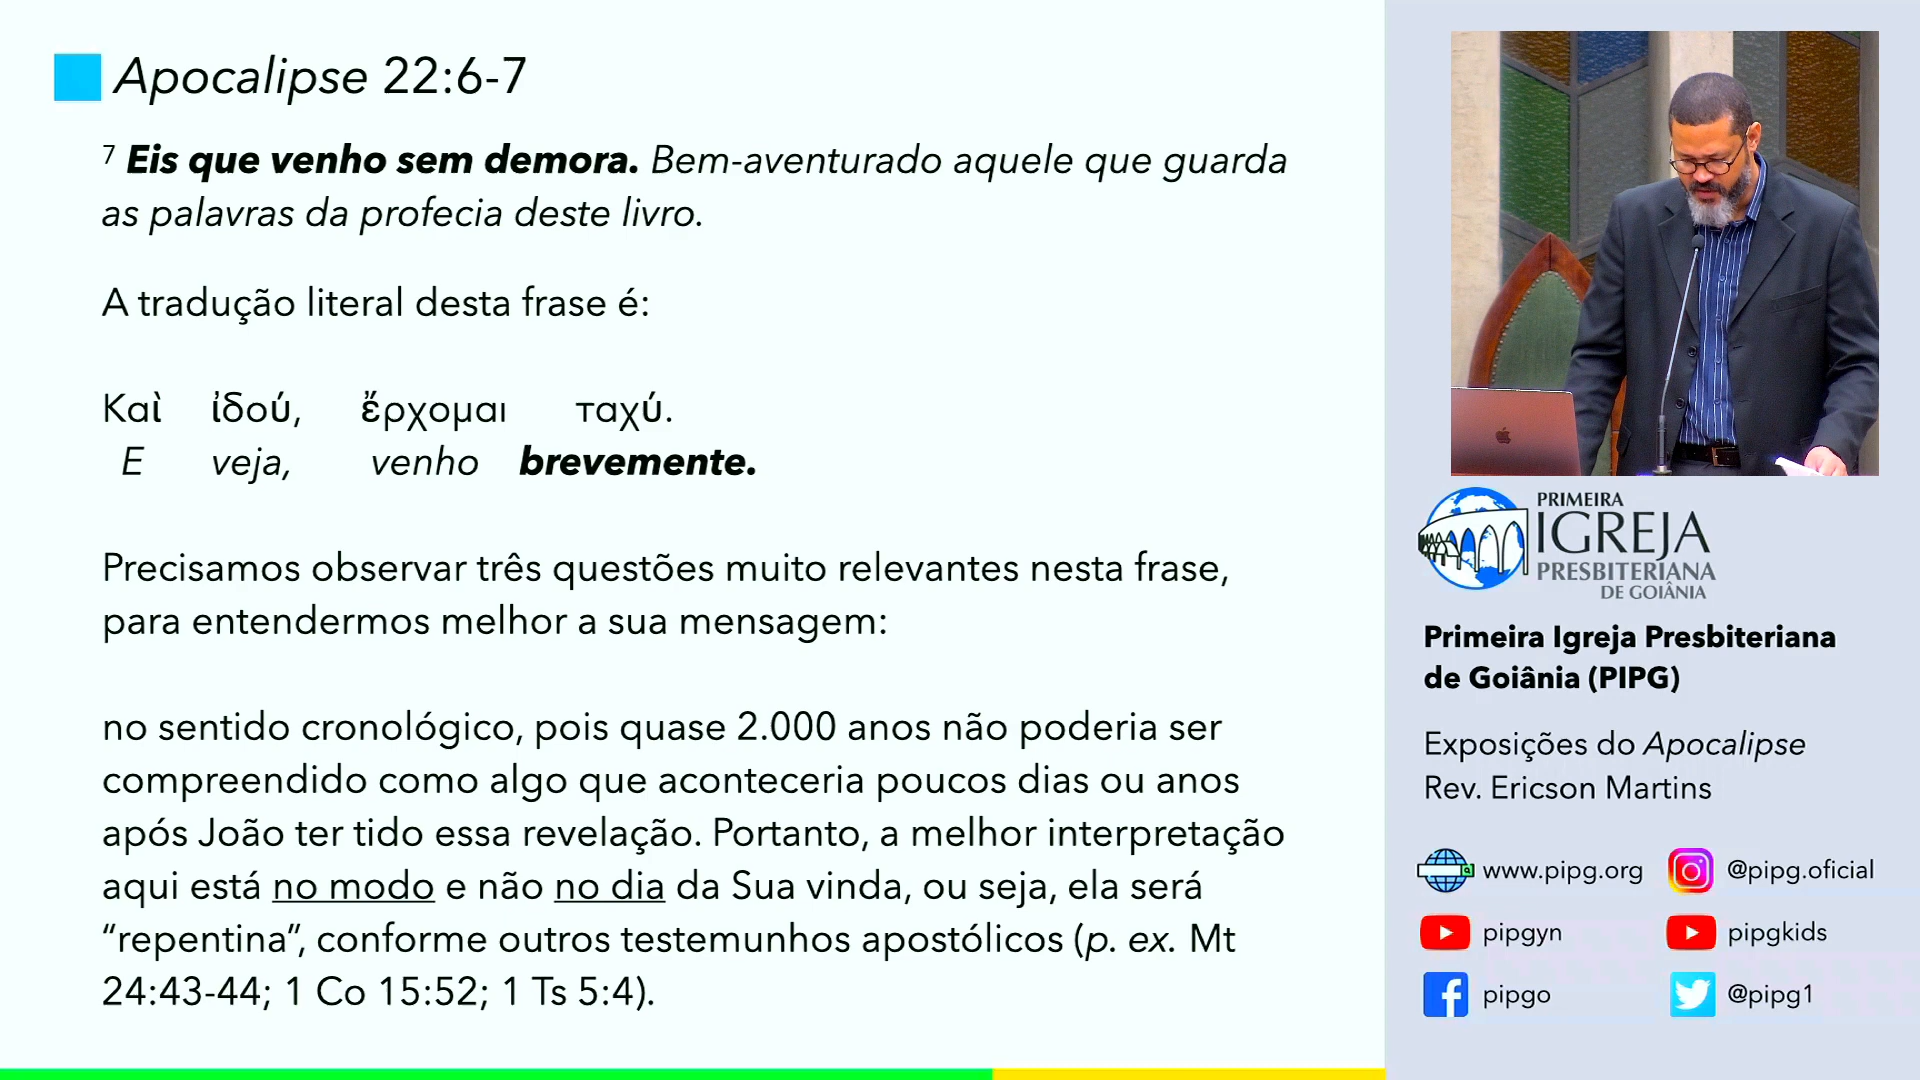 Apocalipse 22:6-7
7 Eis que venho sem demora. Bem-aventurado aquele que guarda
as palavras da profecia deste livro.
A tradução literal desta frase é:
Καὶ ἰδού, ἔρχομαι ταχύ.
E veja, venho brevemente.
Precisamos observar três questões muito relevantes nesta frase,
para entendermos melhor a sua mensagem:
no sentido cronológico, pois quase 2.000 anos não poderia ser
compreendido como algo que aconteceria poucos dias ou anos
após João ter tido essa revelação. Portanto, a melhor interpretação
aqui está no modo e não no dia da Sua vinda, ou seja, ela será
“repentina”, conforme outros testemunhos apostólicos (p. ex. Mt
24:43-44; 1 Co 15:52; 1 Ts 5:4).
PRIMEIRA
IGREJA
PRESBITERIANA
DE GOIÂNIA
Primeira Igreja Presbiteriana
de Goiânia (PIPG)
Exposições do Apocalipse
Rev. Ericson Martins
www.pipg.org @pipg.oficial
pipgyn pipgkids
pipgo @pipg1